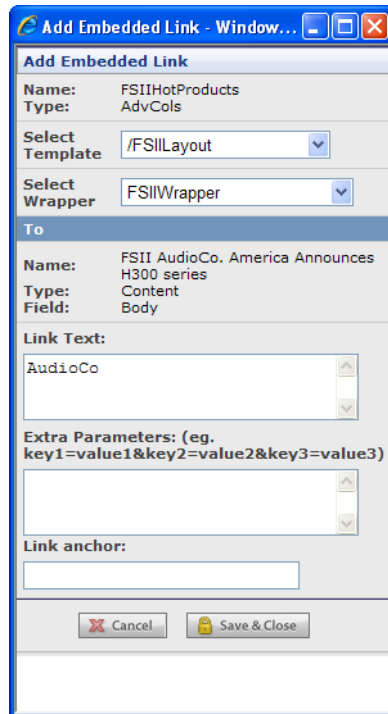 Add Embedded Link - Window...
Add Embedded Link
Name: FSIIHotProducts
Type: AdvCols
Select
Template
/FSIILayout
Select
Wrapper
FSIIWrapper
To
Name: FSII AudioCo. America Announces
H300 series
Type: Content
Field: Body
Link Text:
AudioCo
Extra Parameters: (eg.
key1=value1&key2=value2&key3=value3)
Link anchor:
Cancel Save & Close